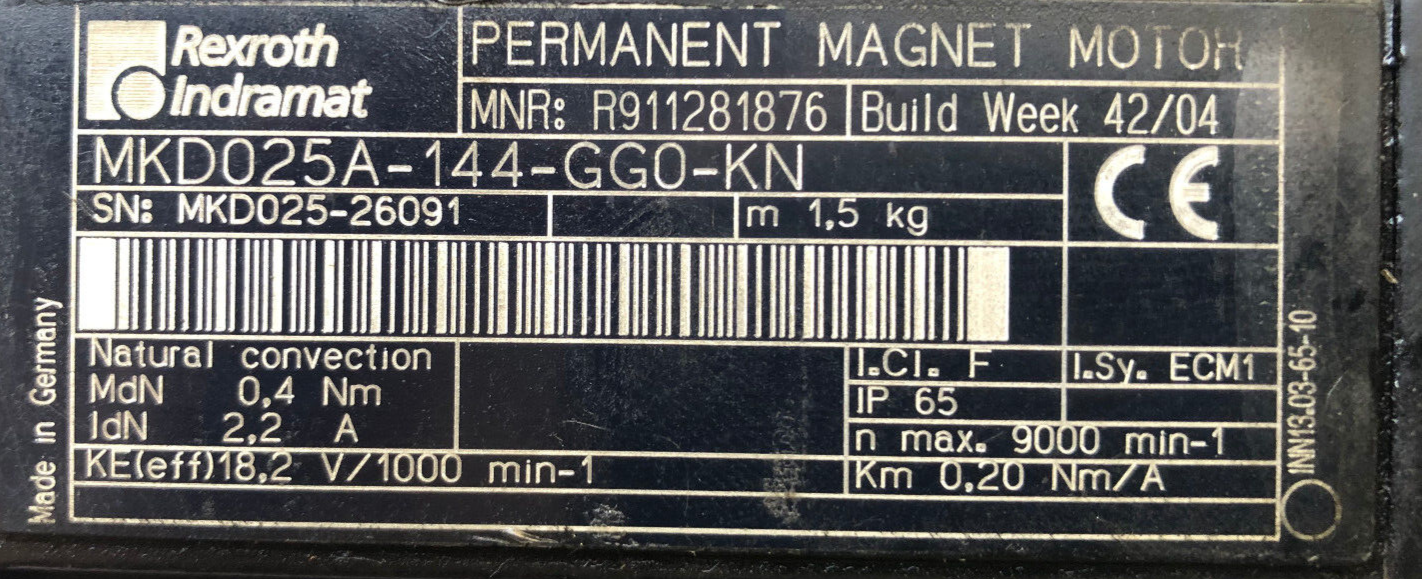 Rexroth
Indramat
PERMANENT MAGNET MOTOR
MNR: R911281876
Build Week 42/04
MKD025A-144-GG0-KN
SN: MKD025-26091
m 1,5 kg
CE
Natural convection
MdN 0,4 Nm
IdN 2,2 A
I.Cl. F
I.Sy. ECM1
IP 65
n max. 9000 min-1
KE(eff)18,2 V/1000 min-1
Km 0,20 Nm/A
Made in Germany
INN13.03-65-10